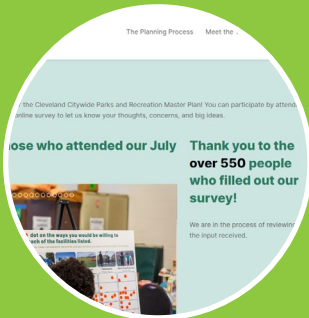 The Planning Process Meet the
the Cleveland Citywide Parks and Recreation Master Plan! You can participate by attend
online survey to let us know your thoughts, concerns, and big ideas.
ose who attended our July
Thank you to the
over 550 people
who filled out our
survey!
We are in the process of reviewing
the input received.
dot on the ways you would be willing to
each of the facilities listed.